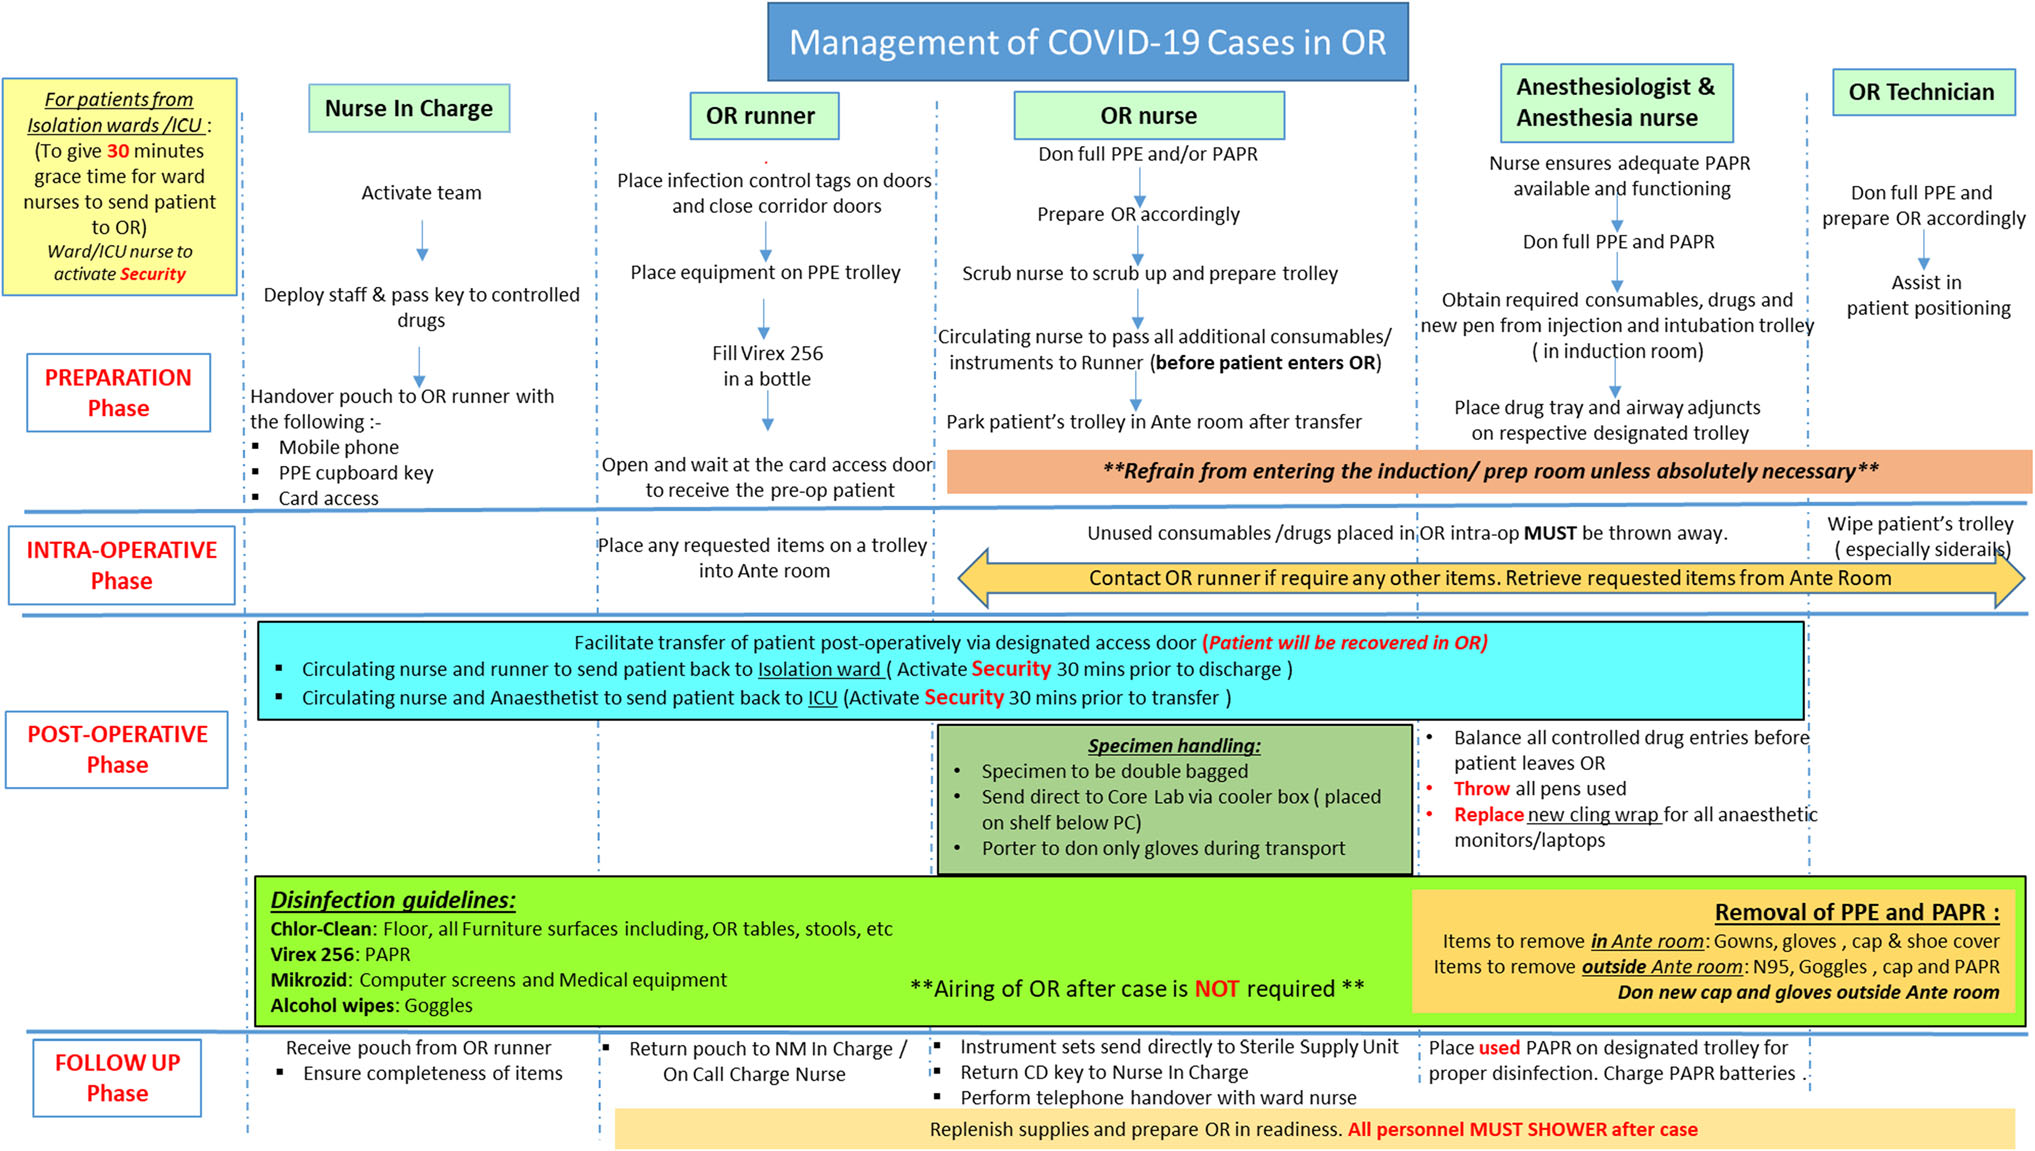 Management of COVID-19 Cases in OR
For patients from
Isolation wards /ICU :
(To give 30 minutes
grace time for ward
nurses to send patient
to OR)
Ward/ICU nurse to
activate Security
Nurse In Charge
OR runner
OR nurse
Anesthesiologist &
Anesthesia nurse
OR Technician
PREPARATION
Phase
Activate team
Deploy staff & pass key to controlled
drugs
Handover pouch to OR runner with
the following :-
▪ Mobile phone
▪ PPE cupboard key
▪ Card access
Place infection control tags on doors
and close corridor doors
Place equipment on PPE trolley
Fill Virex 256
in a bottle
Open and wait at the card access door
to receive the pre-op patient
Don full PPE and/or PAPR
Prepare OR accordingly
Scrub nurse to scrub up and prepare trolley
Circulating nurse to pass all additional consumables/
instruments to Runner (before patient enters OR)
Park patient's trolley in Ante room after transfer
Nurse ensures adequate PAPR
available and functioning
Don full PPE and PAPR
Obtain required consumables, drugs and
new pen from injection and intubation trolley
( in induction room)
Place drug tray and airway adjuncts
on respective designated trolley
Don full PPE and
prepare OR accordingly
Assist in
patient positioning
**Refrain from entering the induction/ prep room unless absolutely necessary**
INTRA-OPERATIVE
Phase
Place any requested items on a trolley
into Ante room
Unused consumables /drugs placed in OR intra-op MUST be thrown away.
Wipe patient's trolley
( especially siderails)
Contact OR runner if require any other items. Retrieve requested items from Ante Room
POST-OPERATIVE
Phase
Facilitate transfer of patient post-operatively via designated access door (Patient will be recovered in OR)
▪ Circulating nurse and runner to send patient back to Isolation ward ( Activate Security 30 mins prior to discharge )
▪ Circulating nurse and Anaesthetist to send patient back to ICU (Activate Security 30 mins prior to transfer )
Specimen handling:
• Specimen to be double bagged
• Send direct to Core Lab via cooler box ( placed
on shelf below PC)
• Porter to don only gloves during transport
• Balance all controlled drug entries before
patient leaves OR
• Throw all pens used
• Replace new cling wrap for all anaesthetic
monitors/laptops
Disinfection guidelines:
Chlor-Clean: Floor, all Furniture surfaces including, OR tables, stools, etc
Virex 256: PAPR
Mikrozid: Computer screens and Medical equipment
Alcohol wipes: Goggles
**Airing of OR after case is NOT required **
Removal of PPE and PAPR :
Items to remove in Ante room: Gowns, gloves , cap & shoe cover
Items to remove outside Ante room: N95, Goggles , cap and PAPR
Don new cap and gloves outside Ante room
FOLLOW UP
Phase
Receive pouch from OR runner
▪ Ensure completeness of items
▪ Return pouch to NM In Charge /
On Call Charge Nurse
▪ Instrument sets send directly to Sterile Supply Unit
▪ Return CD key to Nurse In Charge
▪ Perform telephone handover with ward nurse
Place used PAPR on designated trolley for
proper disinfection. Charge PAPR batteries .
Replenish supplies and prepare OR in readiness. All personnel MUST SHOWER after case